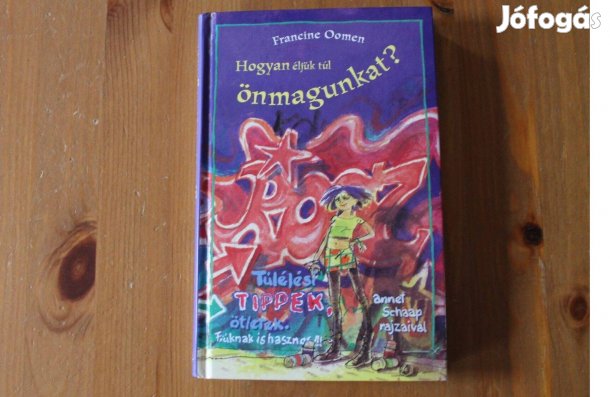 Jófogás
Francine Oomen
Hogyan éljük túl
önmagunkat?
Túlélési
TIPPEK,
ötletek.
Fiúknak is hasznos!!!
annet
Schaap
rajzaival